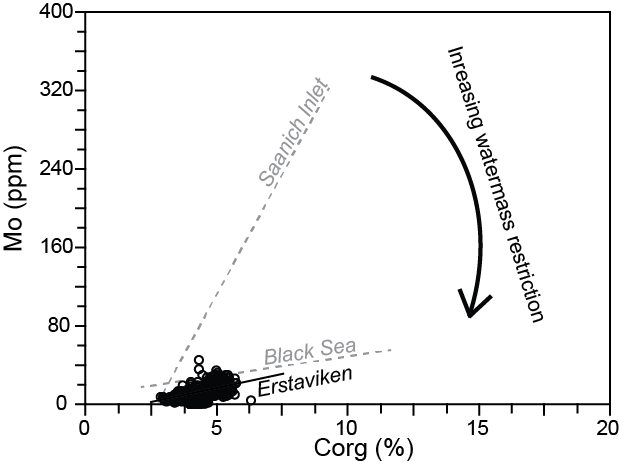 400
320
240
160
80
0
Mo (ppm)
Saanich Inlet
Inreasing watermass restriction
Black Sea
Erstaviken
0
5
10
15
20
Corg (%)